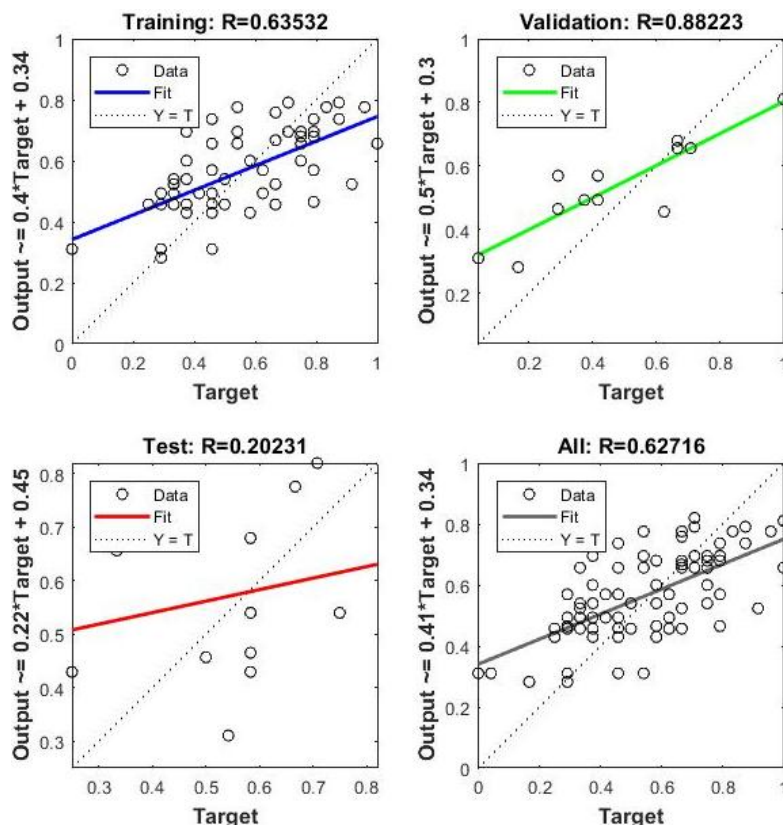 Training: R=0.63532
Output ~= 0.4*Target + 0.34
1
0.8
0.6
0.4
0.2
0
Data
Fit
Y = T
0 0.2 0.4 0.6 0.8 1
Target
Validation: R=0.88223
Output ~= 0.5*Target + 0.3
1
0.8
0.6
0.4
0.2
Data
Fit
Y = T
0.2 0.4 0.6 0.8 1
Target
Test: R=0.20231
Output ~= 0.22*Target + 0.45
0.8
0.7
0.6
0.5
0.4
0.3
Data
Fit
Y = T
0.3 0.4 0.5 0.6 0.7 0.8
Target
All: R=0.62716
Output ~= 0.41*Target + 0.34
1
0.8
0.6
0.4
0.2
0
Data
Fit
Y = T
0 0.2 0.4 0.6 0.8 1
Target